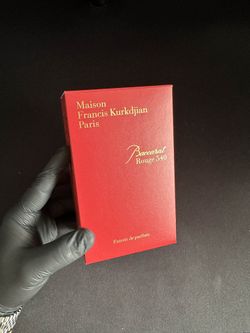 Maison
Francis Kurkdjian
Paris
Baccarat
Rouge 540
Extrait de parfum